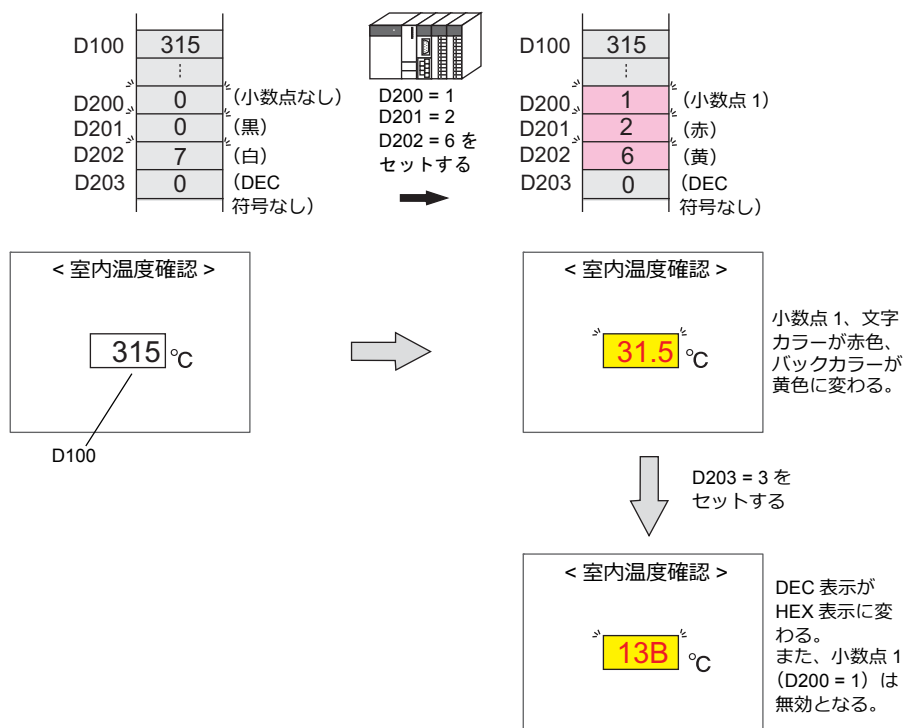 D100 315
⋮
D200 0 （小数点なし）
D201 0 （黒）
D202 7 （白）
D203 0 （DEC
符号なし）
D200 = 1
D201 = 2
D202 = 6 を
セットする
D100 315
⋮
D200 1 （小数点 1）
D201 2 （赤）
D202 6 （黄）
D203 0 （DEC
符号なし）
< 室内温度確認 >
315 ℃
D100
< 室内温度確認 >
31.5 ℃
小数点 1、文字
カラーが赤色、
バックカラーが
黄色に変わる。
D203 = 3 を
セットする
< 室内温度確認 >
13B ℃
DEC 表示が
HEX 表示に変
わる。
また、小数点 1
（D200 = 1）は
無効となる。